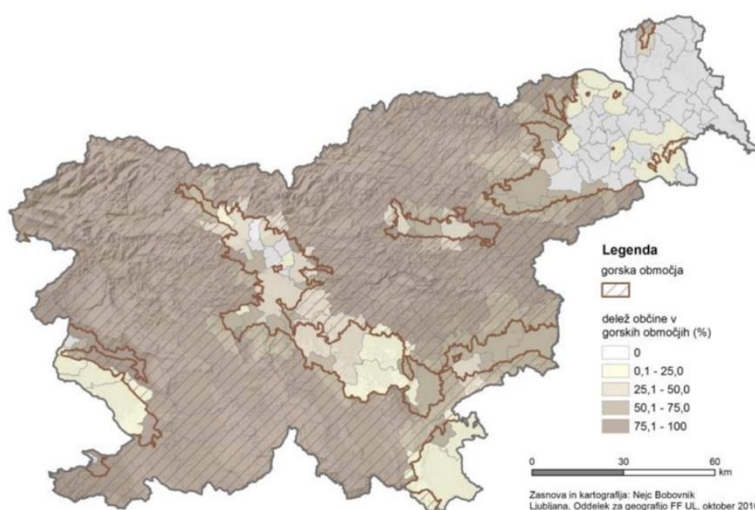 Legenda
gorska območja
delež občine v
gorskih območjih (%)
0
0,1 - 25,0
25,1 - 50,0
50,1 - 75,0
75,1 - 100
0 30 60
km
Zasnova in kartografija: Nejc Bobovnik
Ljubljana, Oddelek za geografijo FF UL, oktober